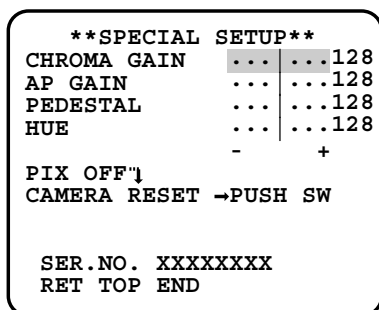 **SPECIAL SETUP**
CHROMA GAIN ...|...128
AP GAIN ...|...128
PEDESTAL ...|...128
HUE ...|...128
- +
PIX OFF
CAMERA RESET →PUSH SW
SER.NO. XXXXXXXX
RET TOP END